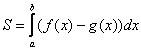 S = ∫_a^b (f(x) − g(x))dx